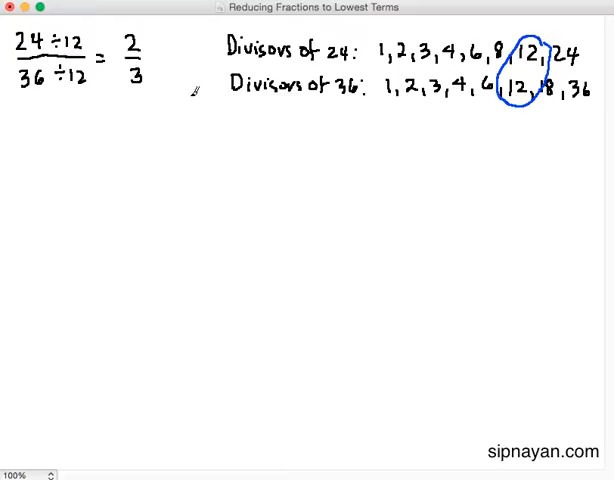 Reducing Fractions to Lowest Terms
24 ÷12 / 36 ÷12 = 2 / 3
Divisors of 24: 1, 2, 3, 4, 6, 8, 12, 24
Divisors of 36: 1, 2, 3, 4, 6, 12, 18, 36
sipnayan.com
100%